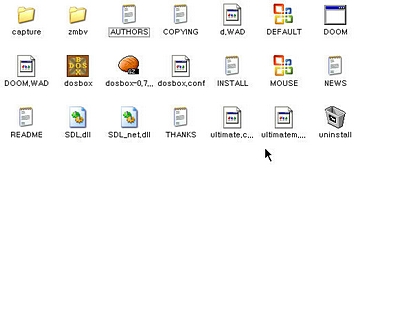 capture zmbv AUTHORS COPYING d.WAD DEFAULT DOOM
DOOM.WAD dosbox dosbox-0.7... dosbox.conf INSTALL MOUSE NEWS
README SDL.dll SDL_net.dll THANKS ultimate.c... ultimatem.... uninstall